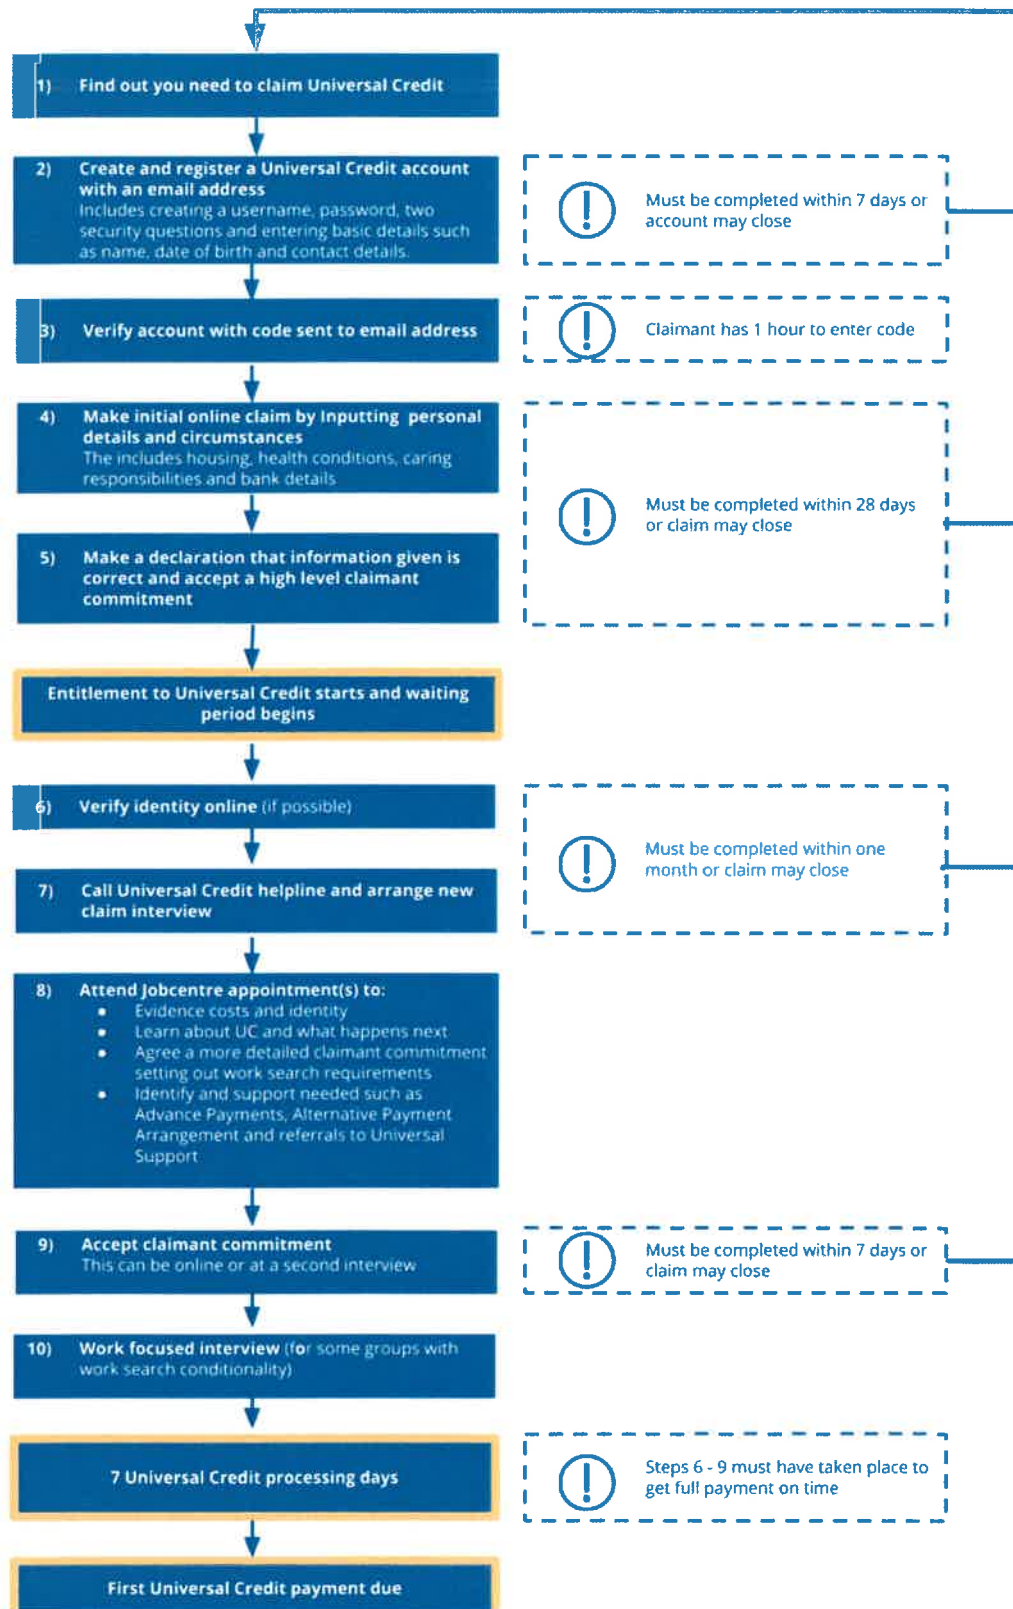 1) Find out you need to claim Universal Credit
2) Create and register a Universal Credit account
with an email address
Includes creating a username, password, two
security questions and entering basic details such
as name, date of birth and contact details.
Must be completed within 7 days or
account may close
3) Verify account with code sent to email address
Claimant has 1 hour to enter code
4) Make initial online claim by Inputting personal
details and circumstances
The includes housing, health conditions, caring
responsibilities and bank details
Must be completed within 28 days
or claim may close
5) Make a declaration that information given is
correct and accept a high level claimant
commitment
Entitlement to Universal Credit starts and waiting
period begins
6) Verify identity online (if possible)
Must be completed within one
month or claim may close
7) Call Universal Credit helpline and arrange new
claim interview
8) Attend Jobcentre appointment(s) to:
● Evidence costs and identity
● Learn about UC and what happens next
● Agree a more detailed claimant commitment
setting out work search requirements
● Identify and support needed such as
Advance Payments, Alternative Payment
Arrangement and referrals to Universal
Support
9) Accept claimant commitment
This can be online or at a second interview
Must be completed within 7 days or
claim may close
10) Work focused interview (for some groups with
work search conditionality)
7 Universal Credit processing days
Steps 6 - 9 must have taken place to
get full payment on time
First Universal Credit payment due